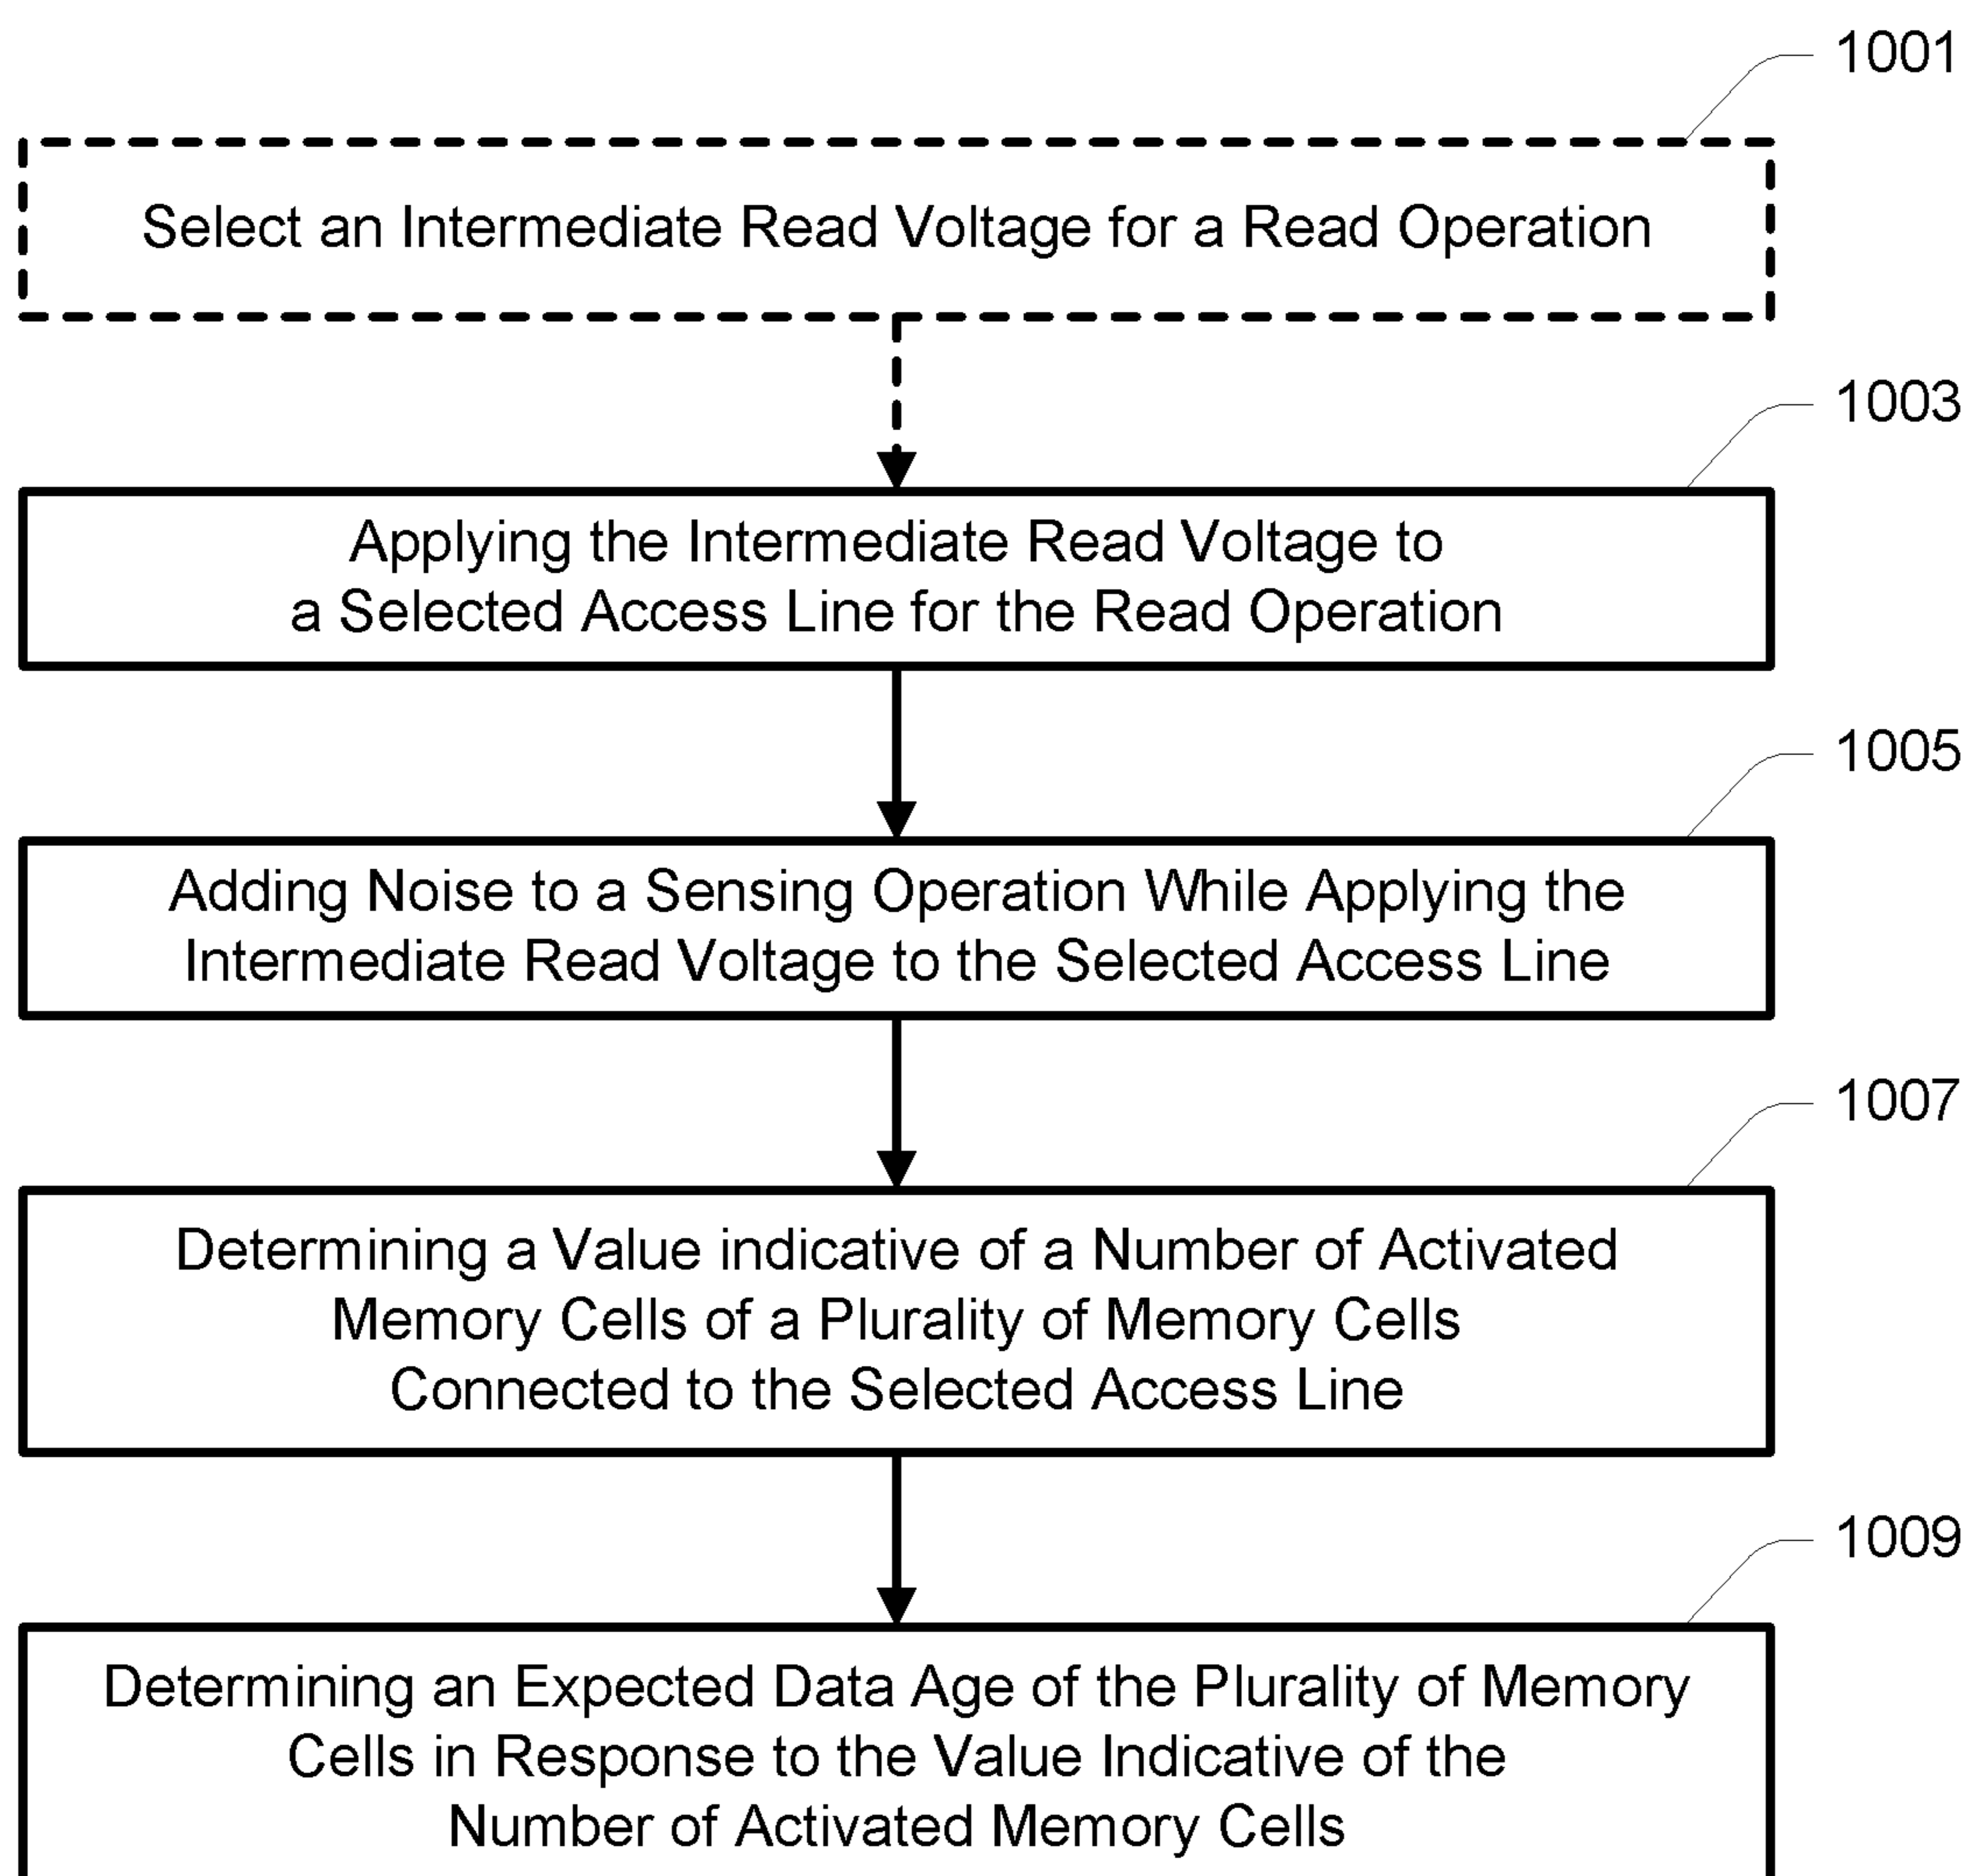 1001
Select an Intermediate Read Voltage for a Read Operation
1003
Applying the Intermediate Read Voltage to
a Selected Access Line for the Read Operation
1005
Adding Noise to a Sensing Operation While Applying the
Intermediate Read Voltage to the Selected Access Line
1007
Determining a Value indicative of a Number of Activated
Memory Cells of a Plurality of Memory Cells
Connected to the Selected Access Line
1009
Determining an Expected Data Age of the Plurality of Memory
Cells in Response to the Value Indicative of the
Number of Activated Memory Cells